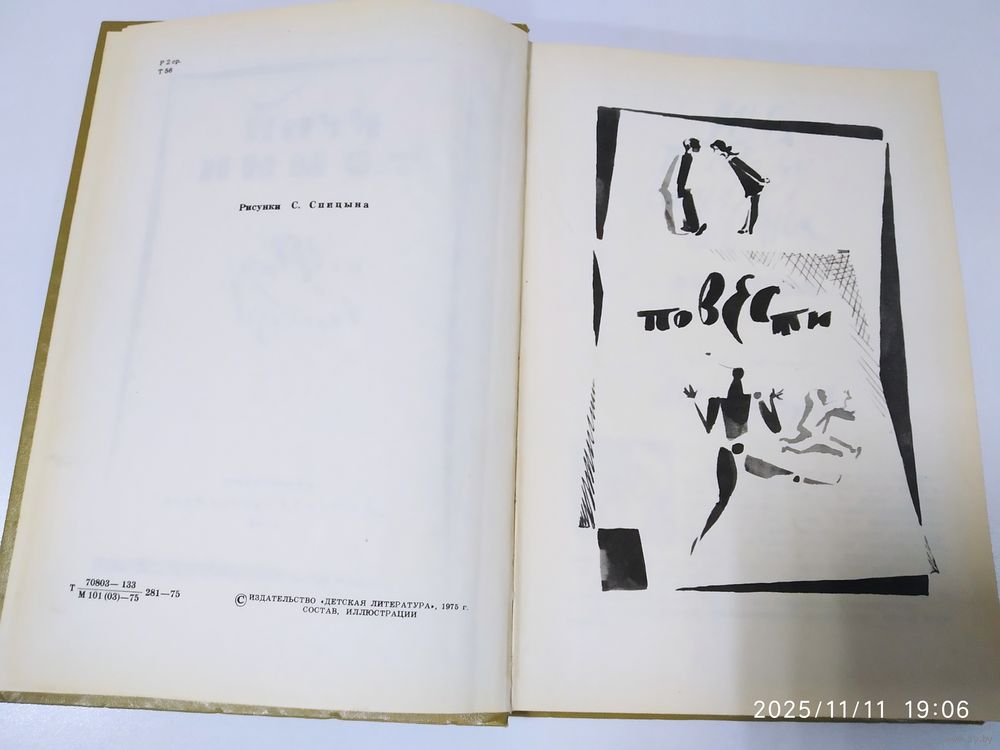 Р 2 ср.
Т 56
Рисунки С. Спицына
Т 70803—133
М 101 (03)—75 281—75
© ИЗДАТЕЛЬСТВО «ДЕТСКАЯ ЛИТЕРАТУРА», 1975 г.
СОСТАВ, ИЛЛЮСТРАЦИИ
повести
2025/11/11 19:06